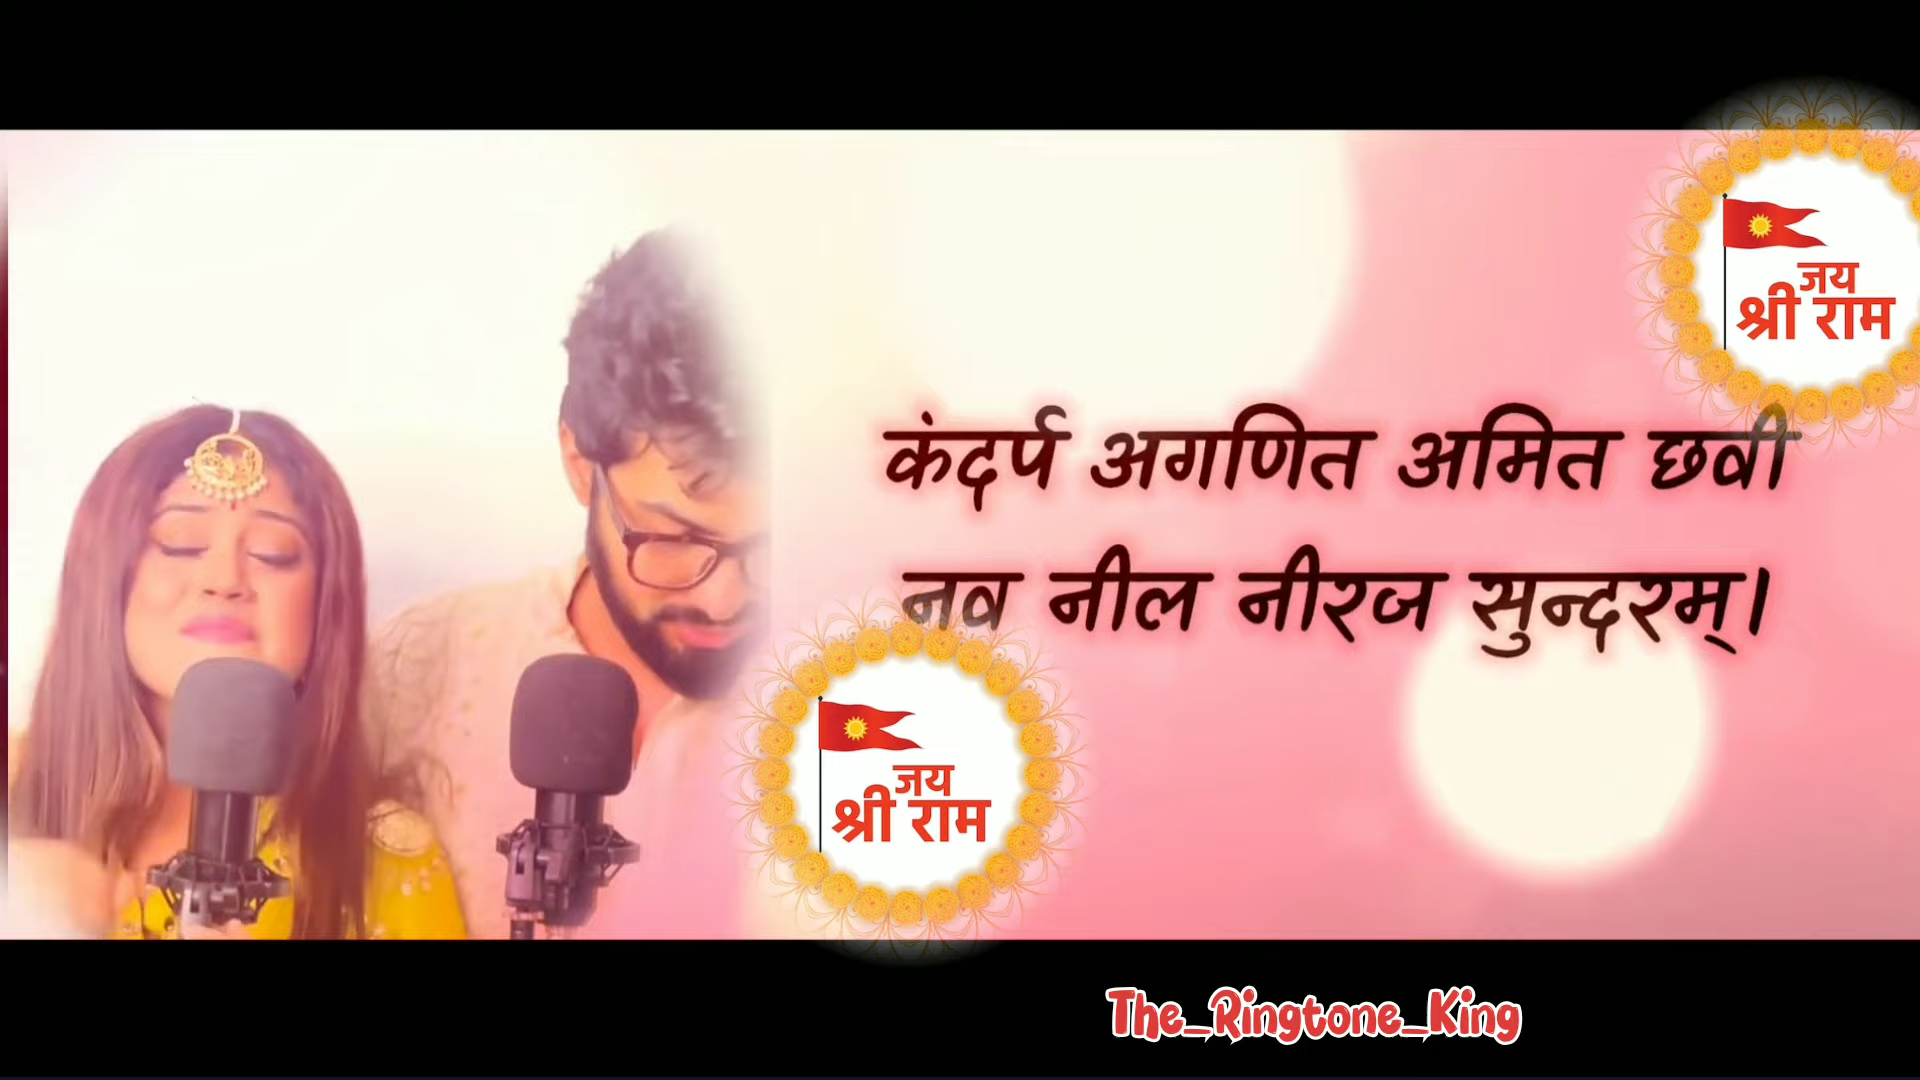 जय
श्री राम
कंदर्प अगणित अमित छवी
नव नील नीरज सुन्दरम्।
जय
श्री राम
The_Ringtone_King